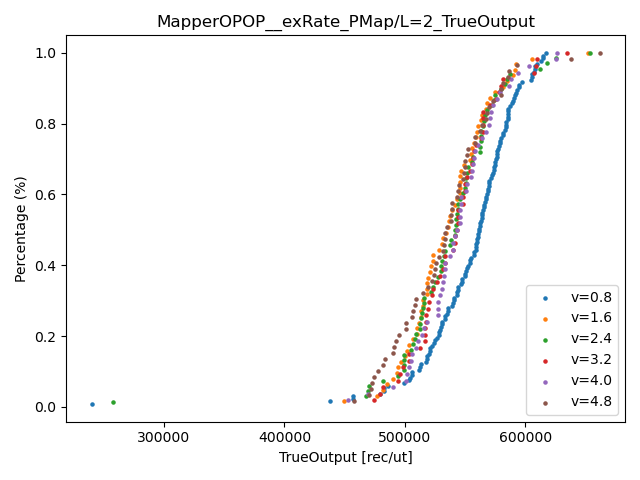 MapperOPOP__exRate_PMap/L=2_TrueOutput
Percentage (%)
1.0
0.8
0.6
0.4
0.2
0.0
300000
400000
500000
600000
TrueOutput [rec/ut]
v=0.8
v=1.6
v=2.4
v=3.2
v=4.0
v=4.8